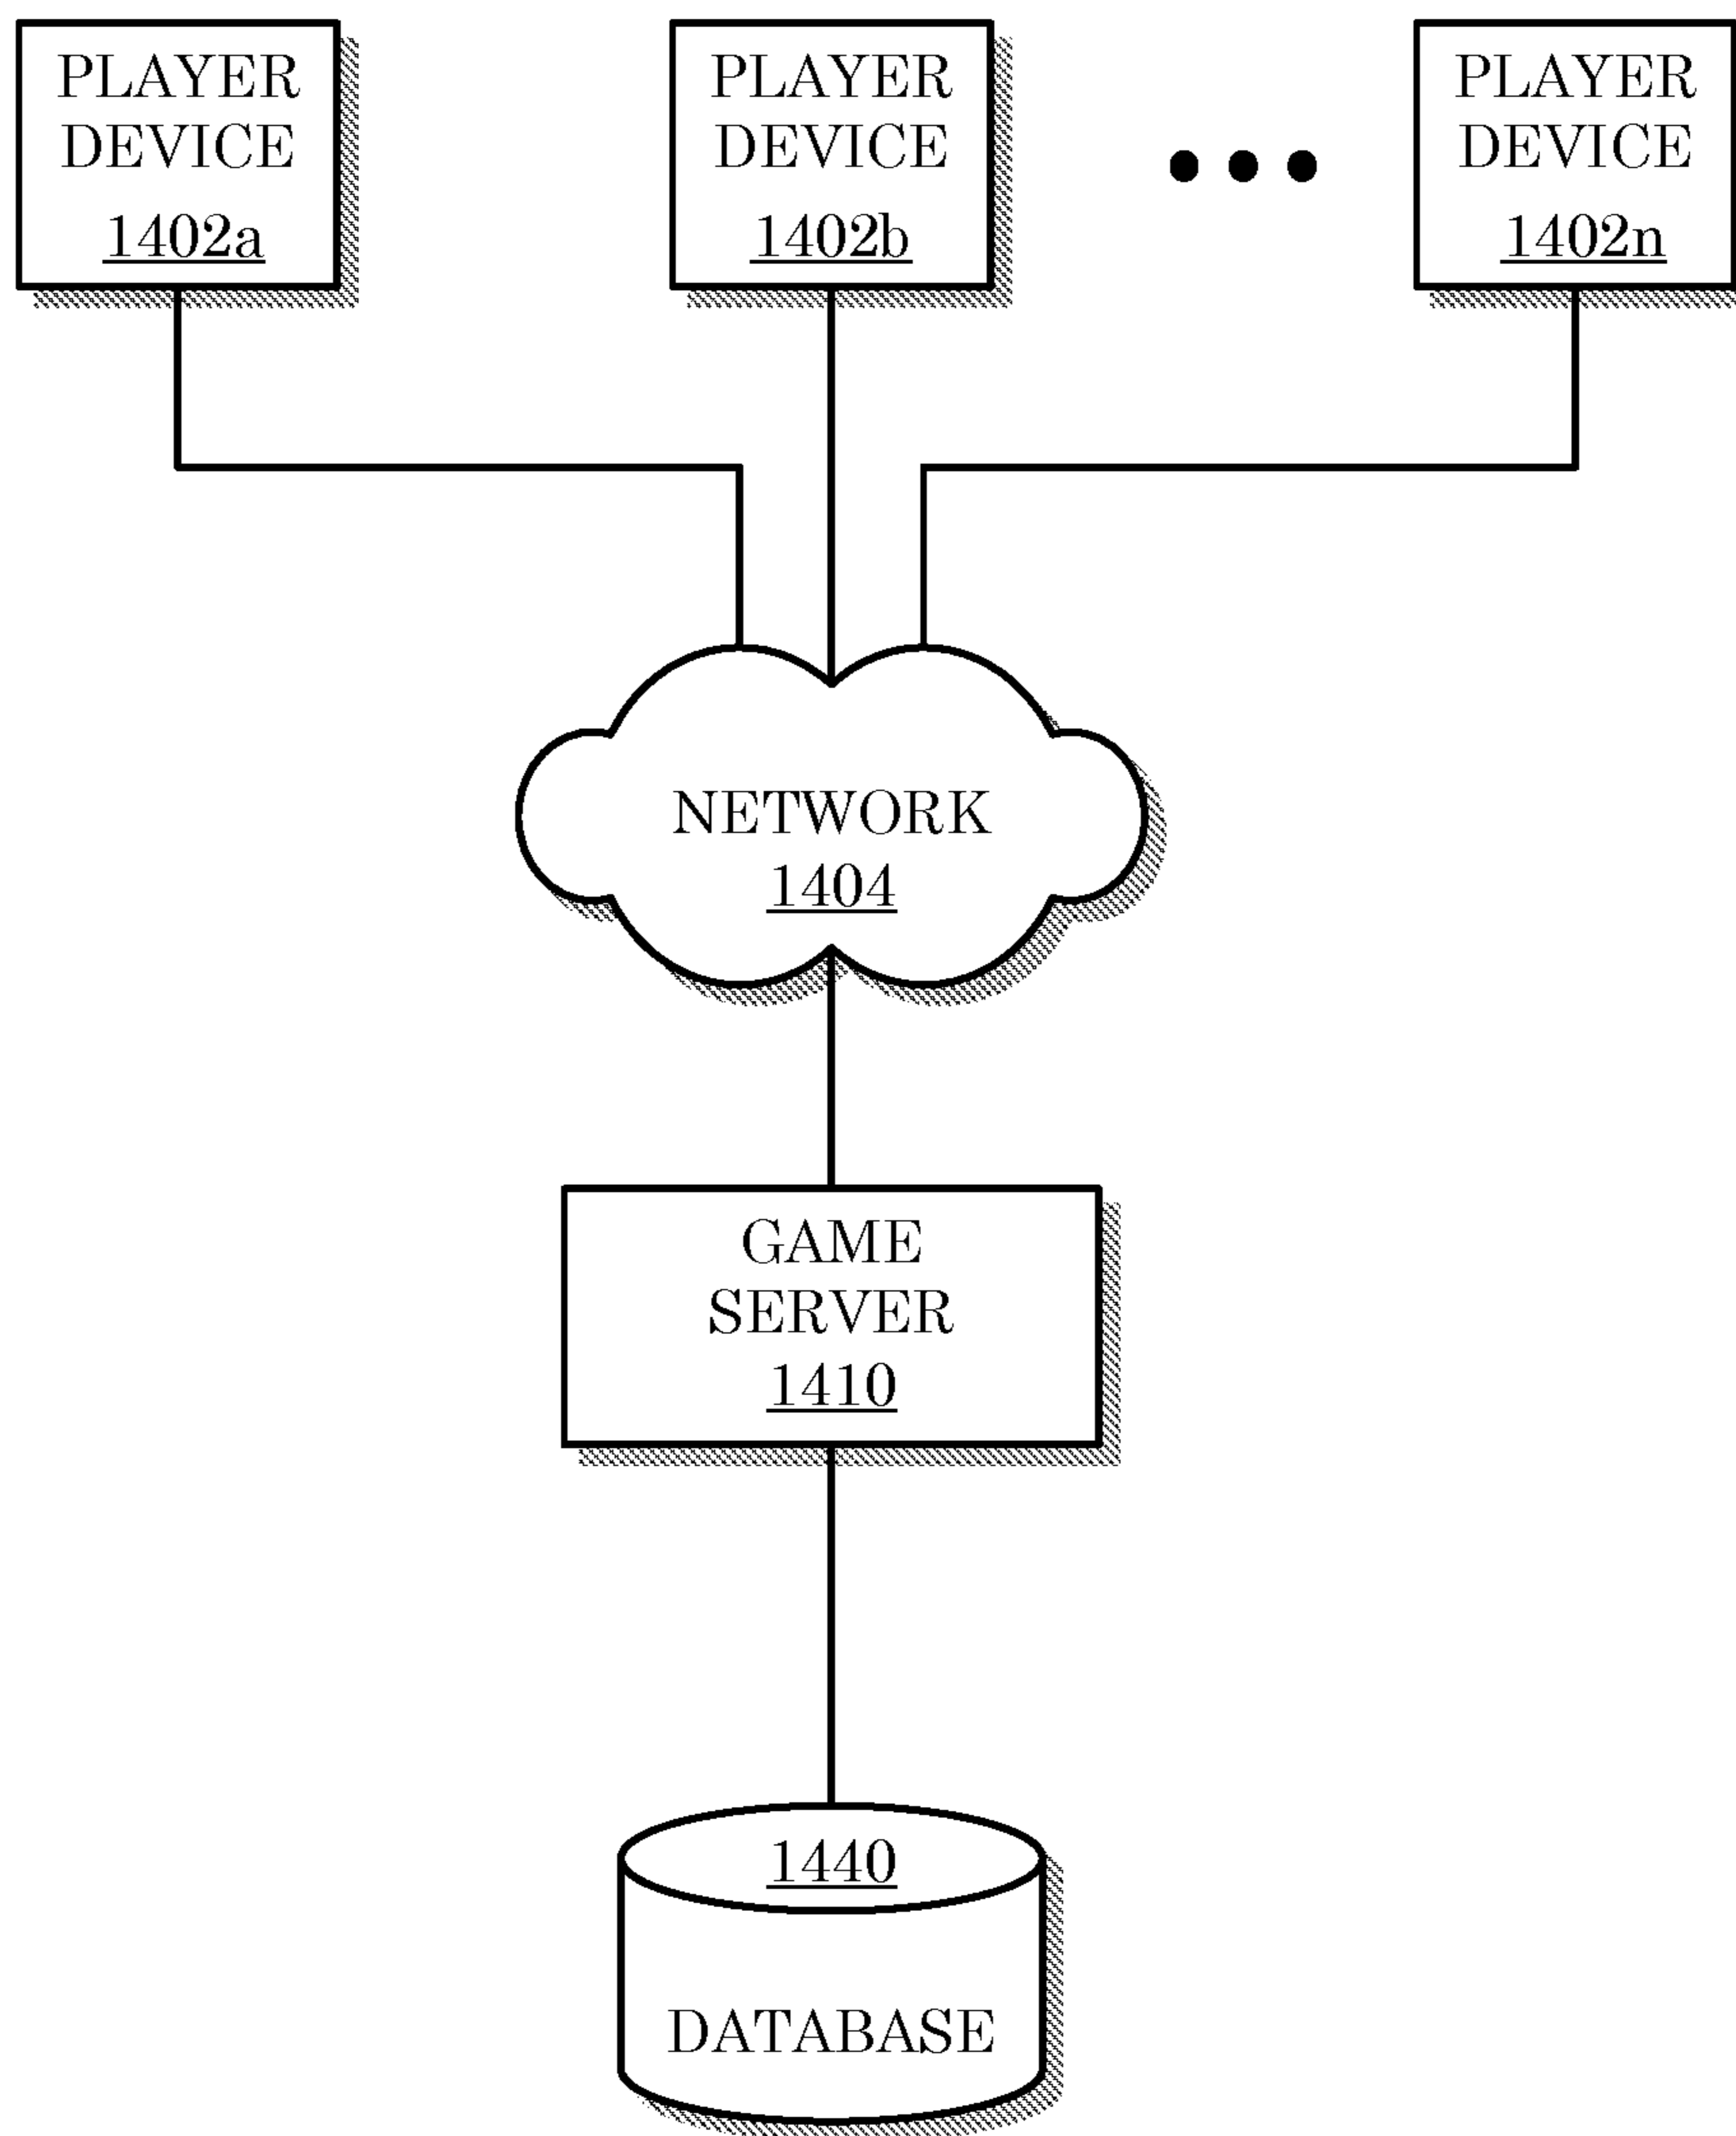 PLAYER
DEVICE
1402a
PLAYER
DEVICE
1402b
PLAYER
DEVICE
1402n
NETWORK
1404
GAME
SERVER
1410
1440
DATABASE